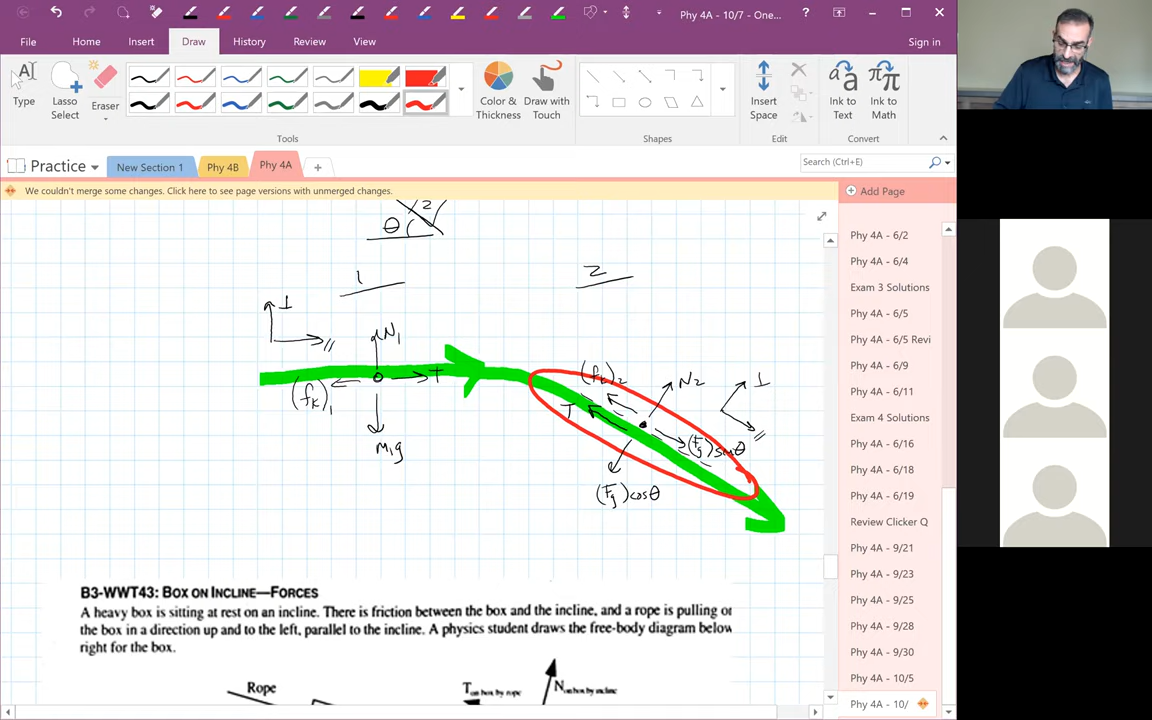 Phy 4A - 10/7 - One...
?
File
Home
Insert
Draw
History
Review
View
Sign in
Type
Lasso
Select
Eraser
Color &
Thickness
Draw with
Touch
Insert
Space
Ink to
Text
Ink to
Math
Tools
Shapes
Edit
Convert
Practice
New Section 1
Phy 4B
Phy 4A
+
Search (Ctrl+E)
We couldn't merge some changes. Click here to see page versions with unmerged changes.
Add Page
Phy 4A - 6/2
Phy 4A - 6/4
Exam 3 Solutions
Phy 4A - 6/5
Phy 4A - 6/5 Revi
Phy 4A - 6/9
Phy 4A - 6/11
Exam 4 Solutions
Phy 4A - 6/16
Phy 4A - 6/18
Phy 4A - 6/19
Review Clicker Q
Phy 4A - 9/21
Phy 4A - 9/23
Phy 4A - 9/25
Phy 4A - 9/28
Phy 4A - 9/30
Phy 4A - 10/5
Phy 4A - 10/
2
θ
1
2
⊥
//
N₁
T
(fk)₁
m₁g
(fk)₂
N₂
⊥
T
//
(Fg)sinθ
(Fg)cosθ
B3-WWT43: BOX ON INCLINE—FORCES
A heavy box is sitting at rest on an incline. There is friction between the box and the incline, and a rope is pulling on
the box in a direction up and to the left, parallel to the incline. A physics student draws the free-body diagram below
right for the box.
Rope
T on box by rope
N on box by incline